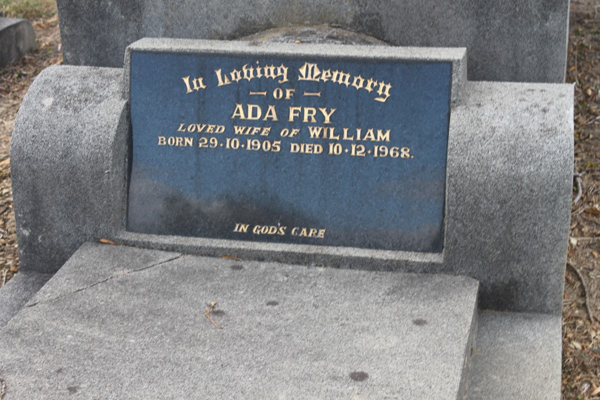 In Loving Memory
— OF —
ADA FRY
LOVED WIFE OF WILLIAM
BORN 29·10·1905 DIED 10·12·1968.
IN GOD'S CARE